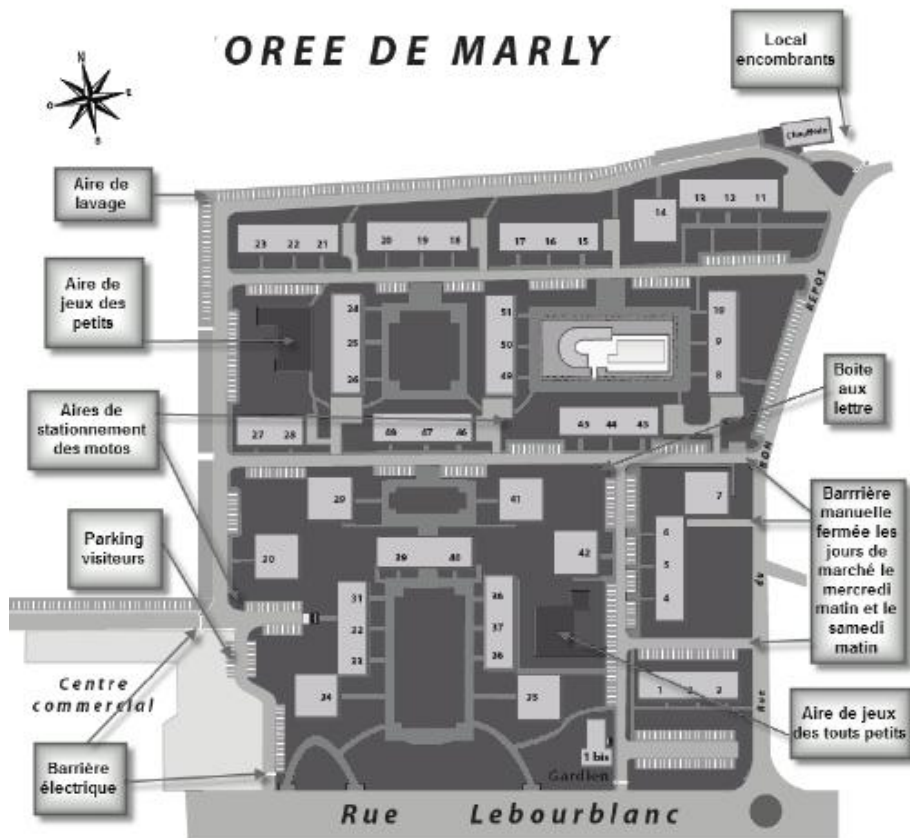 'OREE DE MARLY
Local
encombrants
N
E
S
O
Chaufferie
Aire de
lavage
14
13 12 11
23 22 21
20 19 18
17 16 15
Aire de
jeux des
petits
24
25
26
51
50
49
10
9
8
REPOS
Boite
aux
lettre
Aires de
stationnement
des motos
27 28
48 47 46
45 44 43
RON
29
41
7
Barrrière
manuelle
fermée les
jours de
marché le
mercredi
matin et le
samedi
matin
Parking
visiteurs
30
39 40
42
6
5
4
31
32
33
38
37
36
34
35
1 2 3
Rue
Centre
commercial
Aire de jeux
des touts petits
Barrière
électrique
1 bis
Gardien
Rue Lebourblanc